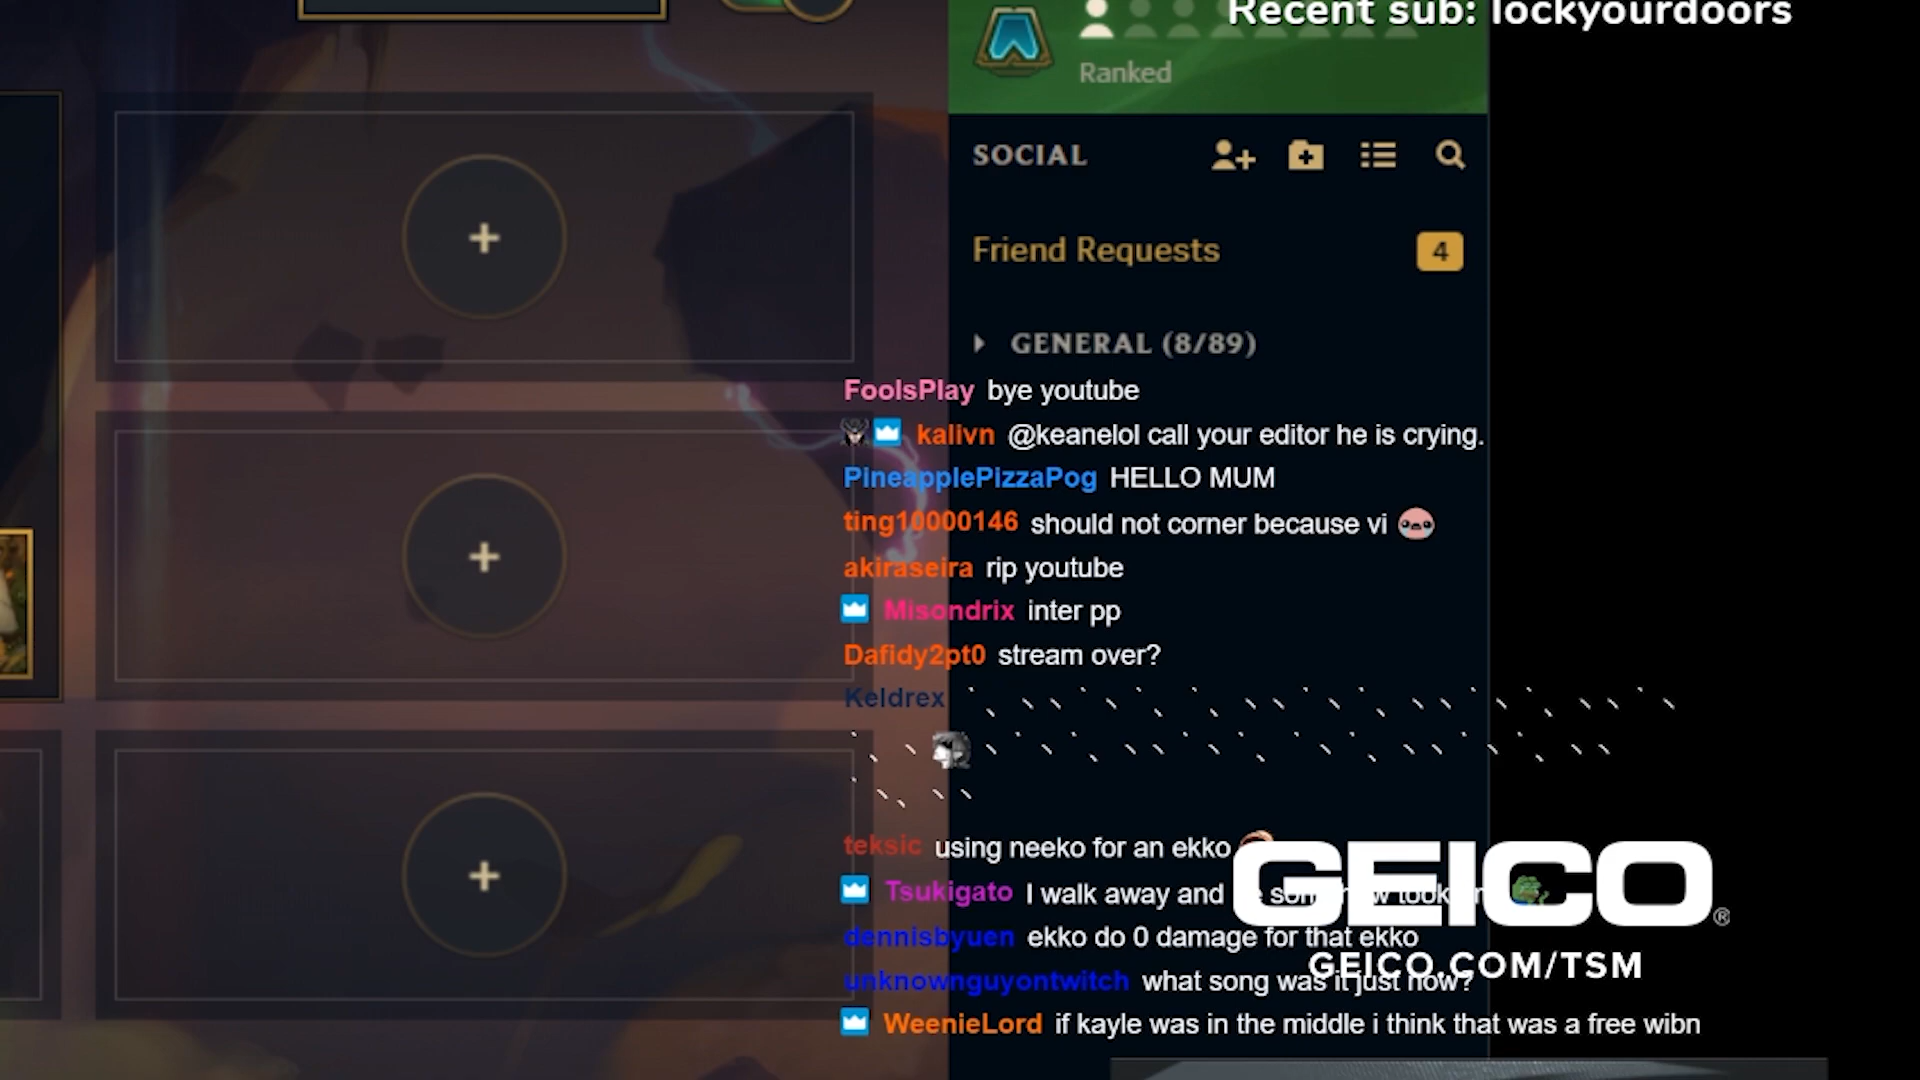 Recent sub: lockyourdoors
Ranked
SOCIAL
Friend Requests 4
GENERAL (8/89)
FoolsPlay bye youtube
kalivn @keanelol call your editor he is crying.
PineapplePizzaPog HELLO MUM
ting10000146 should not corner because vi
akiraseira rip youtube
Misondrix inter pp
Dafidy2pt0 stream over?
Keldrex
teksic using neeko for an ekko
Tsukigato I walk away and
GEICO®
dennisbyuen ekko do 0 damage for that ekko
GEICO.COM/TSM
unknownguyontwitch what song was it just now?
WeenieLord if kayle was in the middle i think that was a free wibn